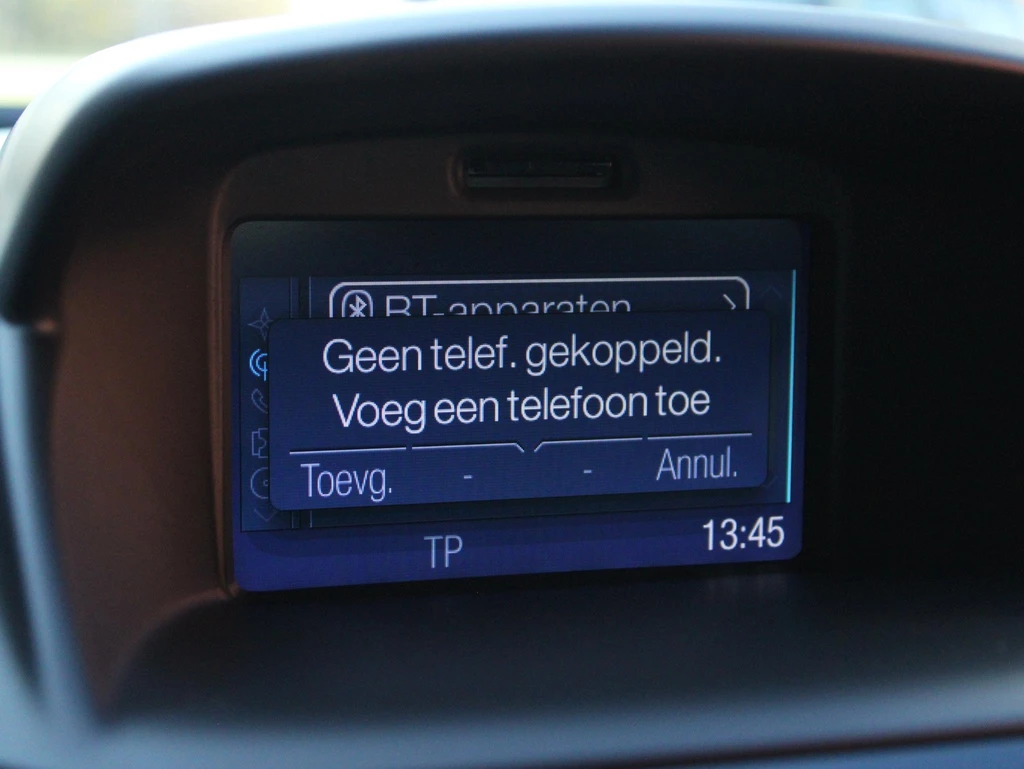 BT-apparaten
Geen telef. gekoppeld.
Voeg een telefoon toe
Toevg. - - Annul.
TP 13:45